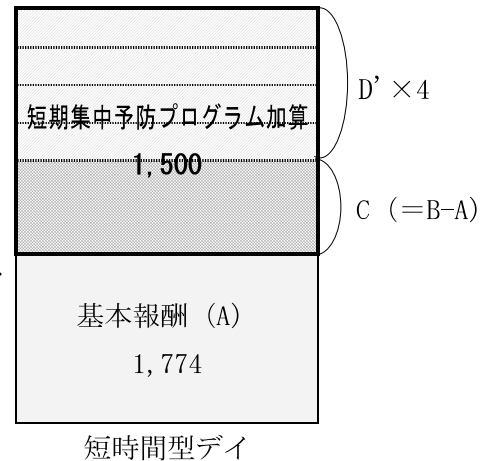 D’×4
短期集中予防プログラム加算
1,500
C (=B-A)
基本報酬 (A)
1,774
短時間型デイ